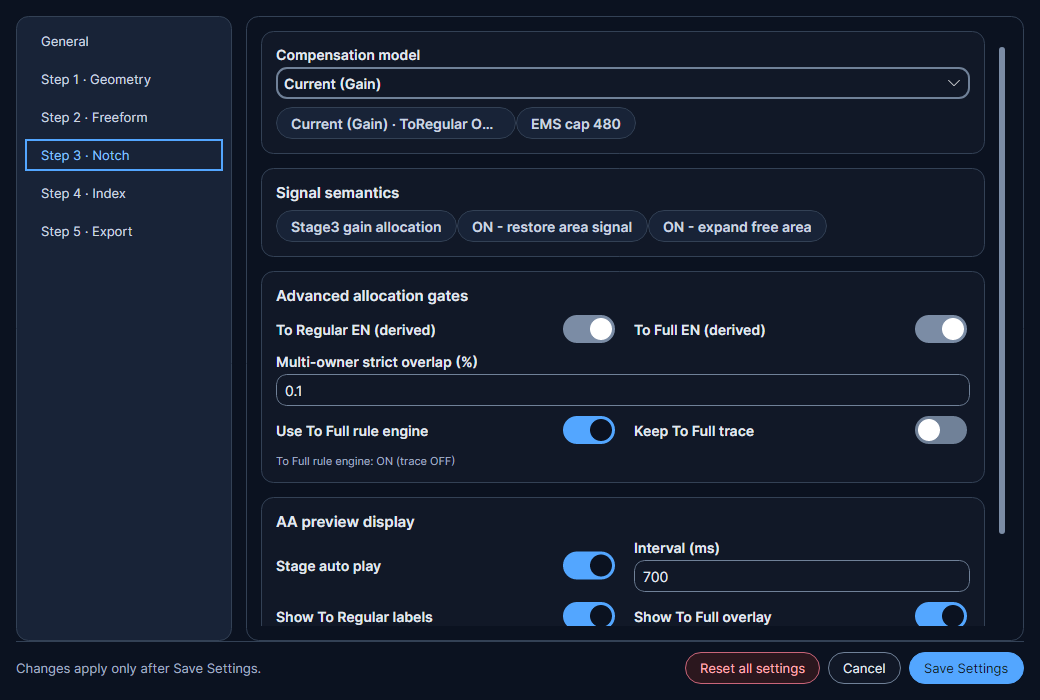 General
Step 1 · Geometry
Step 2 · Freeform
Step 3 · Notch
Step 4 · Index
Step 5 · Export
Compensation model
Current (Gain)
Current (Gain) · ToRegular O...
EMS cap 480
Signal semantics
Stage3 gain allocation
ON - restore area signal
ON - expand free area
Advanced allocation gates
To Regular EN (derived)
To Full EN (derived)
Multi-owner strict overlap (%)
0.1
Use To Full rule engine
Keep To Full trace
To Full rule engine: ON (trace OFF)
AA preview display
Stage auto play
Interval (ms)
700
Show To Regular labels
Show To Full overlay
Changes apply only after Save Settings.
Reset all settings
Cancel
Save Settings